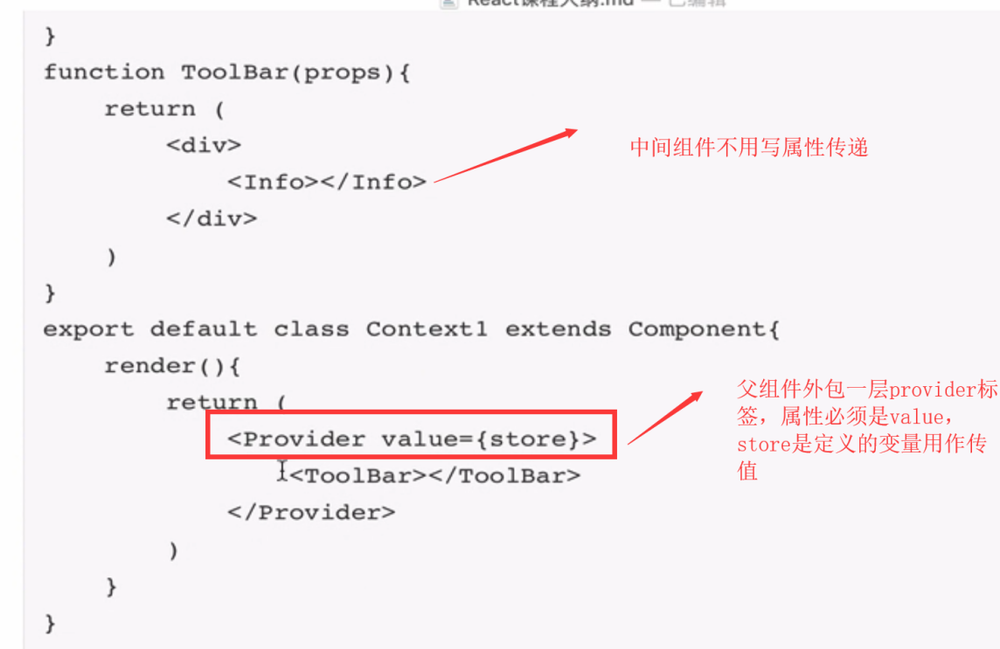 React课程大纲.md — 已编辑
}
function ToolBar(props){
return (
<div>
中间组件不用写属性传递
<Info></Info>
</div>
)
}
export default class Context1 extends Component{
render(){
return (
<Provider value={store}>
<ToolBar></ToolBar>
</Provider>
)
}
}
父组件外包一层provider标
签，属性必须是value，
store是定义的变量用作传
值